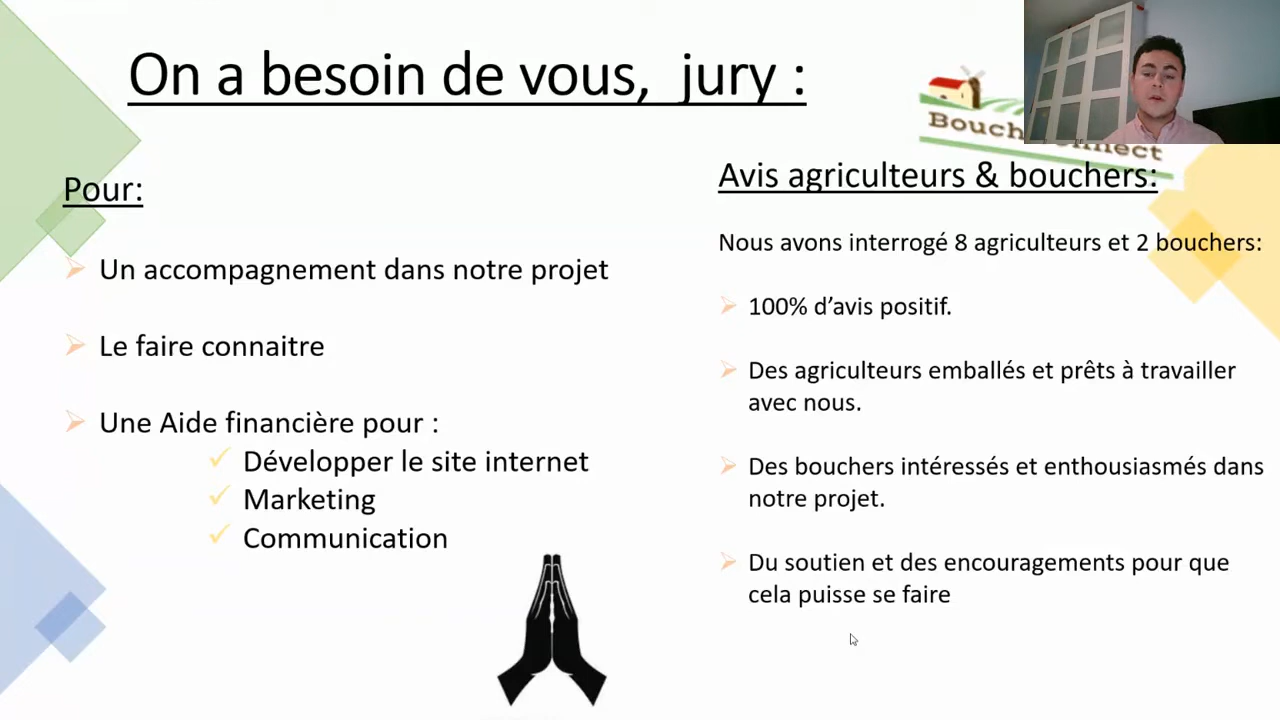 On a besoin de vous, jury :
Pour:
Un accompagnement dans notre projet
Le faire connaitre
Une Aide financière pour :
Développer le site internet
Marketing
Communication
Avis agriculteurs & bouchers:
Nous avons interrogé 8 agriculteurs et 2 bouchers:
100% d’avis positif.
Des agriculteurs emballés et prêts à travailler
avec nous.
Des bouchers intéressés et enthousiasmés dans
notre projet.
Du soutien et des encouragements pour que
cela puisse se faire